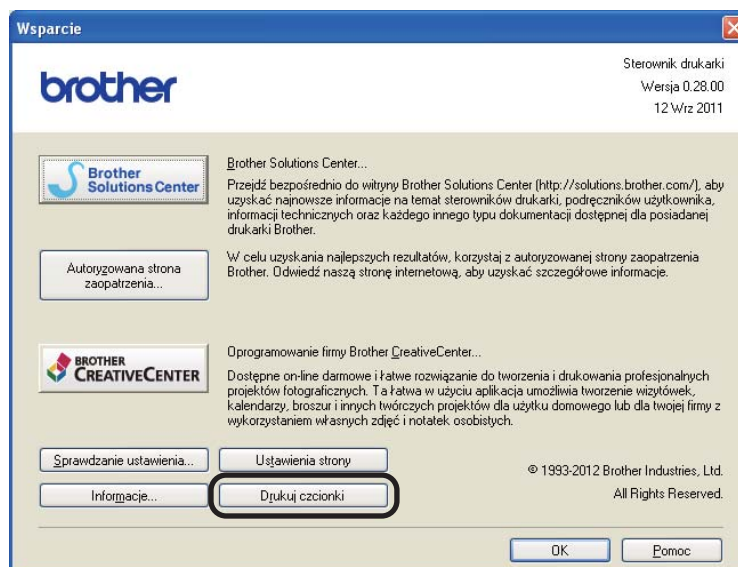 Wsparcie
brother
Sterownik drukarki
Wersja 0.28.00
12 Wrz 2011
Brother
Solutions Center
Brother Solutions Center...
Przejdź bezpośrednio do witryny Brother Solutions Center (http://solutions.brother.com/), aby
uzyskać najnowsze informacje na temat sterowników drukarki, podręczników użytkownika,
informacji technicznych oraz każdego innego typu dokumentacji dostępnej dla posiadanej
drukarki Brother.
Autoryzowana strona
zaopatrzenia...
W celu uzyskania najlepszych rezultatów, korzystaj z autoryzowanej strony zaopatrzenia
Brother. Odwiedź naszą stronę internetową, aby uzyskać szczegółowe informacje.
BROTHER
CREATIVECENTER
Oprogramowanie firmy Brother CreativeCenter...
Dostępne on-line darmowe i łatwe rozwiązanie do tworzenia i drukowania profesjonalnych
projektów fotograficznych. Ta łatwa w użyciu aplikacja umożliwia tworzenie wizytówek,
kalendarzy, broszur i innych twórczych projektów dla użytku domowego lub dla twojej firmy z
wykorzystaniem własnych zdjęć i notatek osobistych.
Sprawdzanie ustawienia...
Ustawienia strony
Informacje...
Drukuj czcionki
© 1993-2012 Brother Industries, Ltd.
All Rights Reserved.
OK
Pomoc